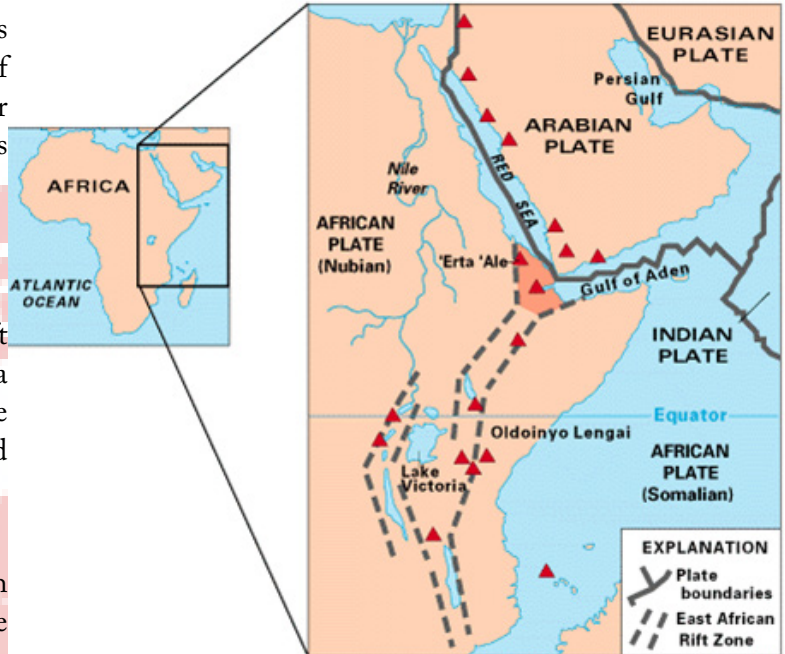 s
f
r
s
t
a
e
d
n
e
AFRICA
ATLANTIC
OCEAN
EURASIAN
PLATE
Persian
Gulf
ARABIAN
PLATE
RED
SEA
Nile
River
AFRICAN
PLATE
(Nubian)
'Erta 'Ale
Gulf of Aden
INDIAN
PLATE
Equator
Oldoinyo Lengai
AFRICAN
PLATE
(Somalian)
Lake
Victoria
EXPLANATION
Plate
boundaries
East African
Rift Zone